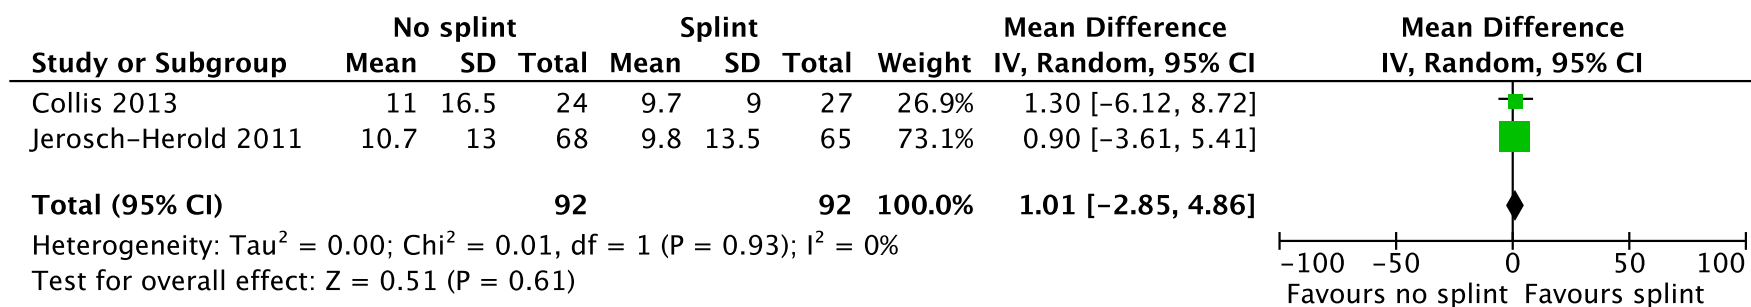 No splint Splint Mean Difference Mean Difference
Study or Subgroup Mean SD Total Mean SD Total Weight IV, Random, 95% CI IV, Random, 95% CI
Collis 2013 11 16.5 24 9.7 9 27 26.9% 1.30 [−6.12, 8.72]
Jerosch−Herold 2011 10.7 13 68 9.8 13.5 65 73.1% 0.90 [−3.61, 5.41]
Total (95% CI) 92 92 100.0% 1.01 [−2.85, 4.86]
Heterogeneity: Tau² = 0.00; Chi² = 0.01, df = 1 (P = 0.93); I² = 0%
Test for overall effect: Z = 0.51 (P = 0.61)
−100 −50 0 50 100
Favours no splint Favours splint